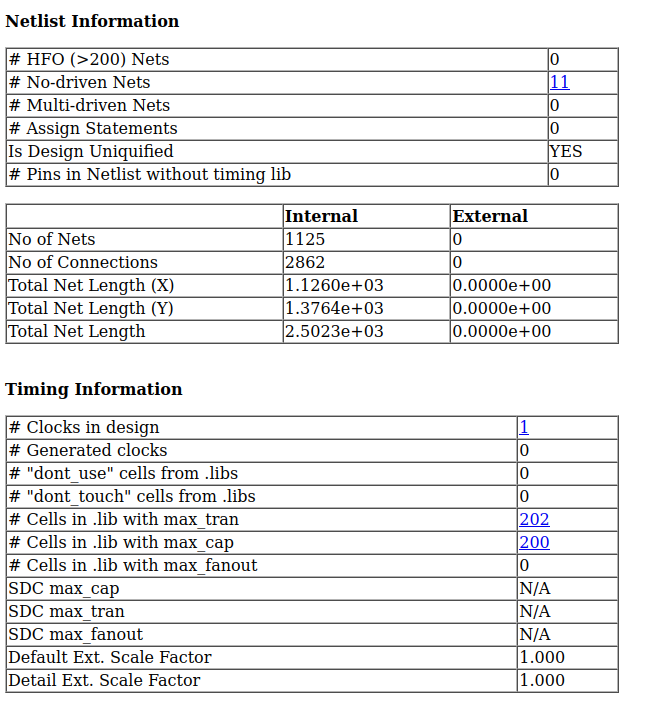 Netlist Information
# HFO (>200) Nets 0
# No-driven Nets 11
# Multi-driven Nets 0
# Assign Statements 0
Is Design Uniquified YES
# Pins in Netlist without timing lib 0
Internal External
No of Nets 1125 0
No of Connections 2862 0
Total Net Length (X) 1.1260e+03 0.0000e+00
Total Net Length (Y) 1.3764e+03 0.0000e+00
Total Net Length 2.5023e+03 0.0000e+00
Timing Information
# Clocks in design 1
# Generated clocks 0
# "dont_use" cells from .libs 0
# "dont_touch" cells from .libs 0
# Cells in .lib with max_tran 202
# Cells in .lib with max_cap 200
# Cells in .lib with max_fanout 0
SDC max_cap N/A
SDC max_tran N/A
SDC max_fanout N/A
Default Ext. Scale Factor 1.000
Detail Ext. Scale Factor 1.000